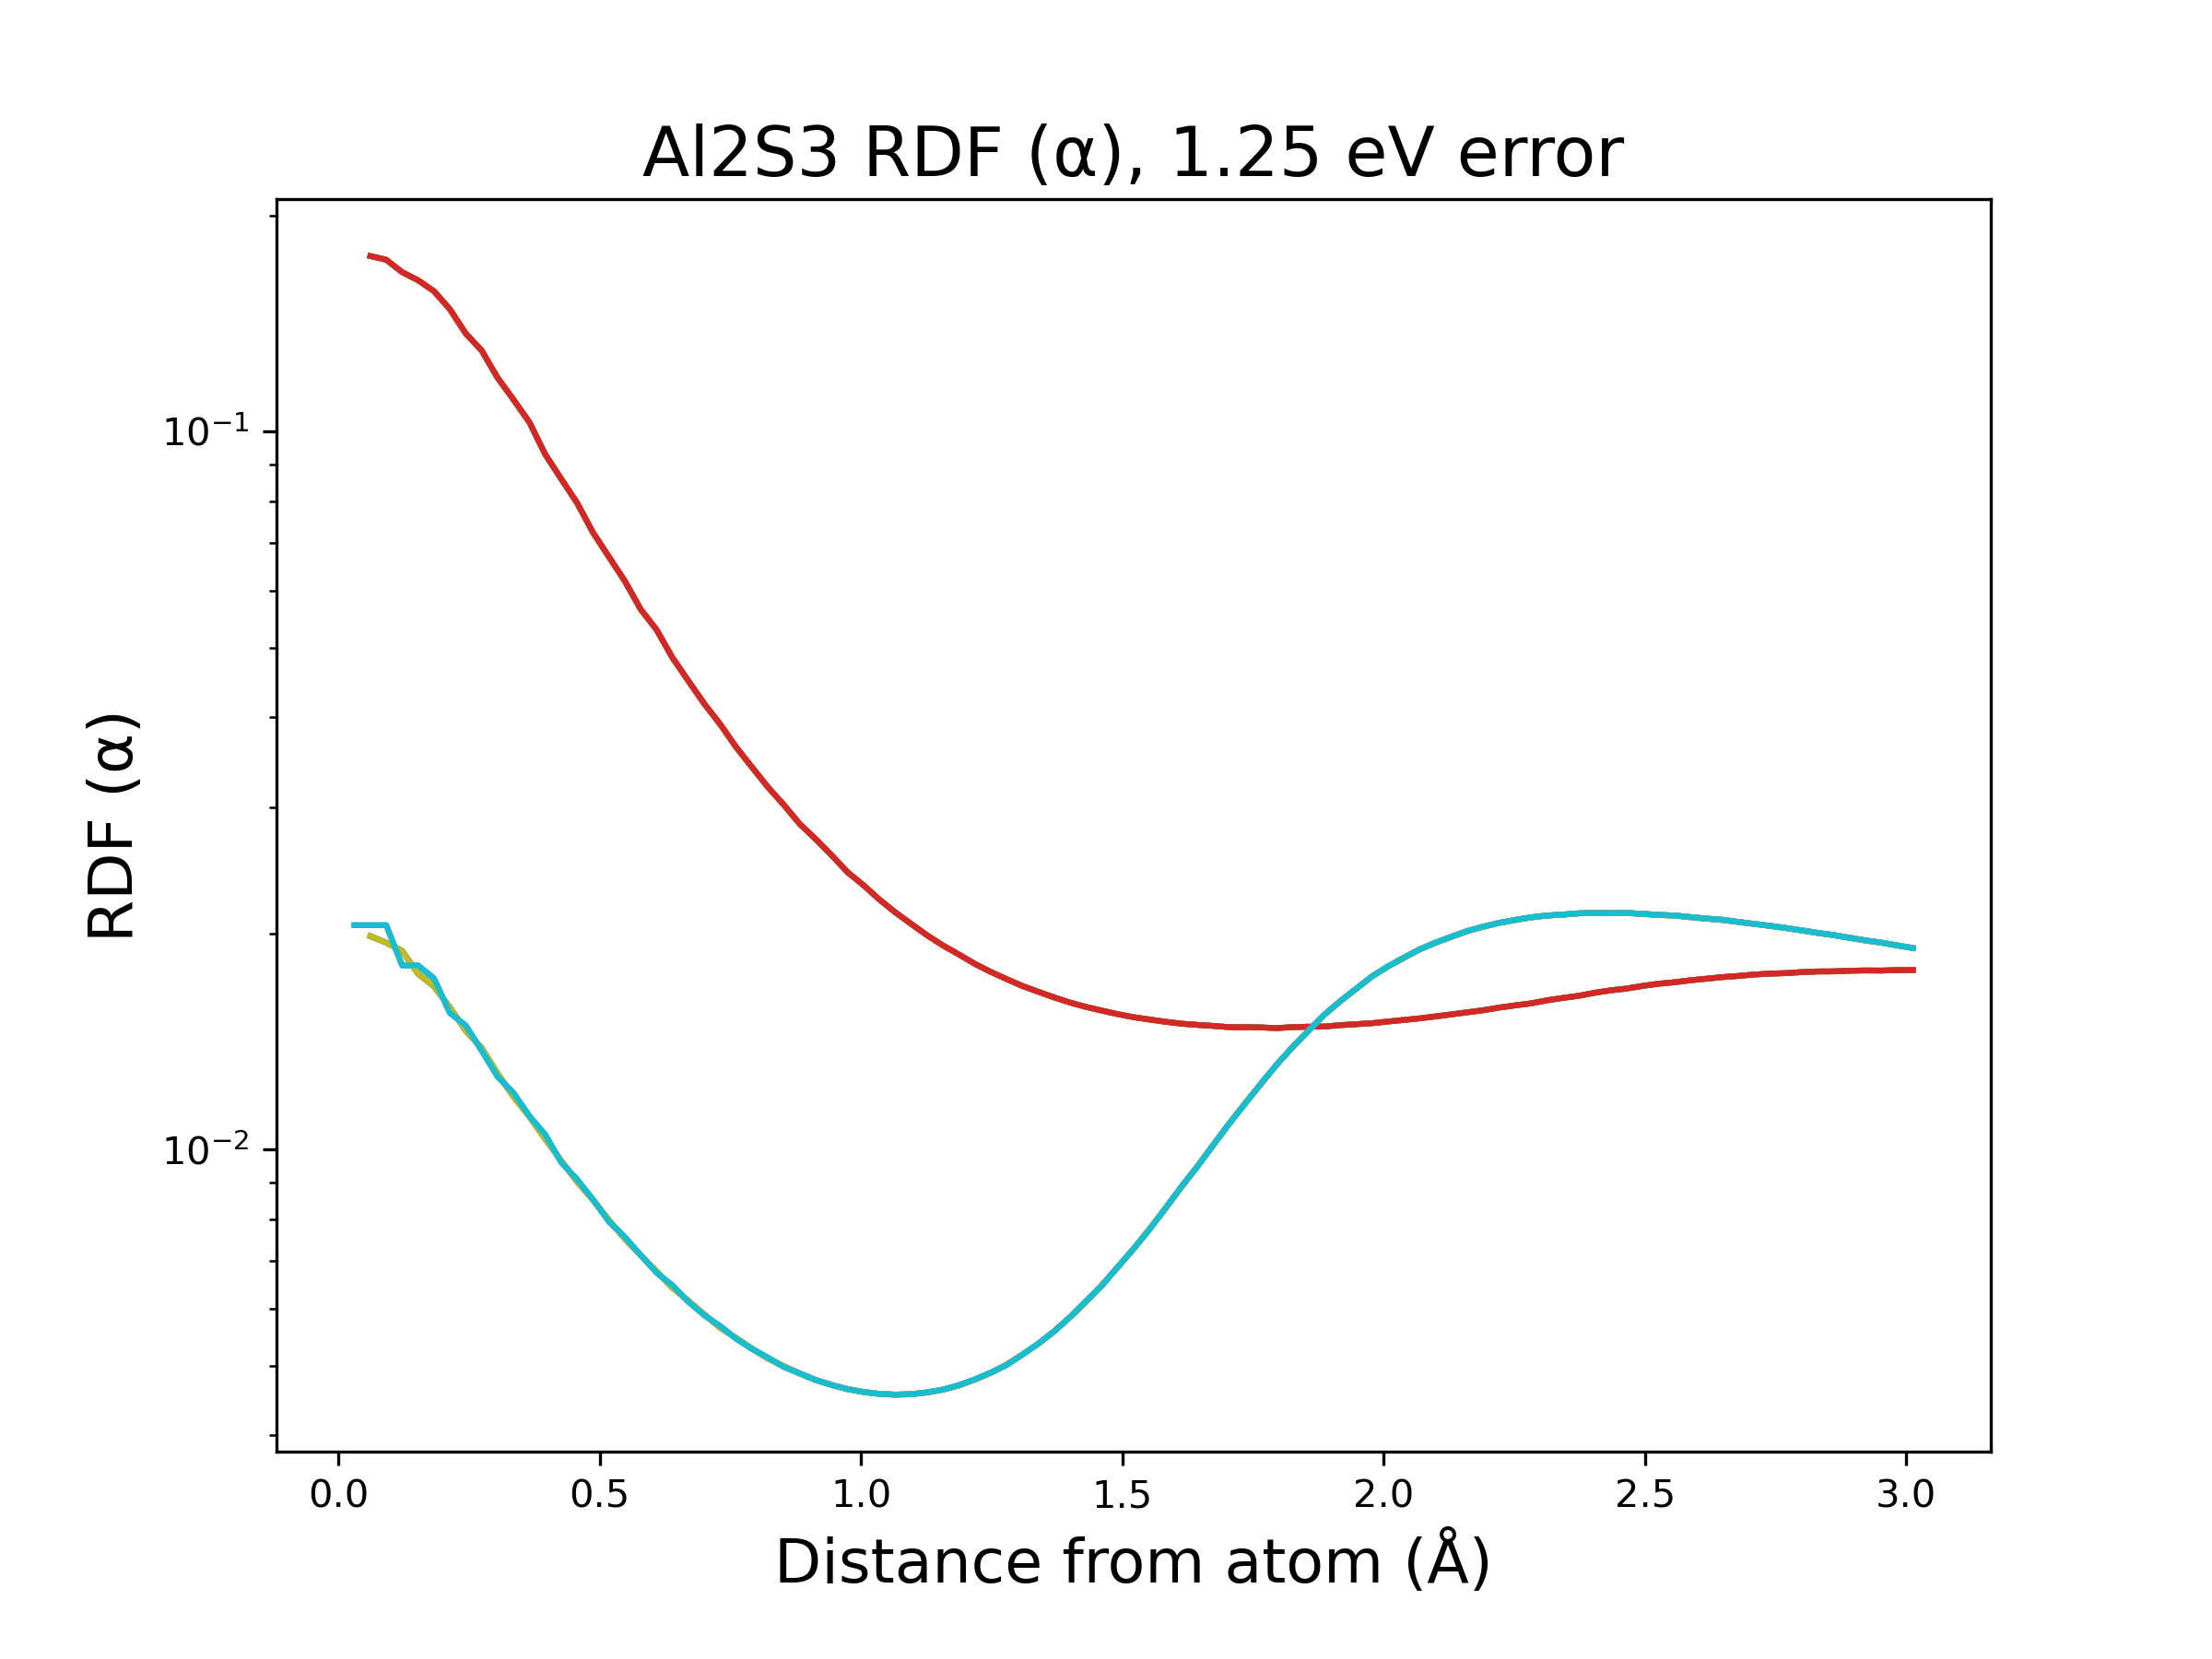 Al2S3 RDF (α), 1.25 eV error
RDF (α)
10⁻¹
10⁻²
0.0 0.5 1.0 1.5 2.0 2.5 3.0
Distance from atom (Å)